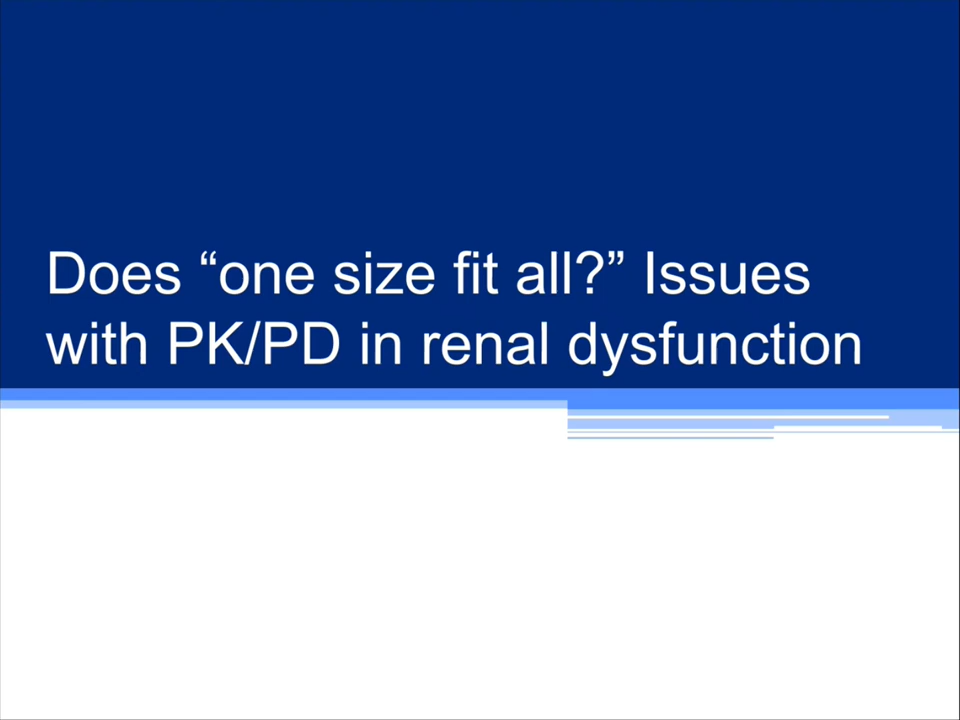 Does “one size fit all?” Issues
with PK/PD in renal dysfunction